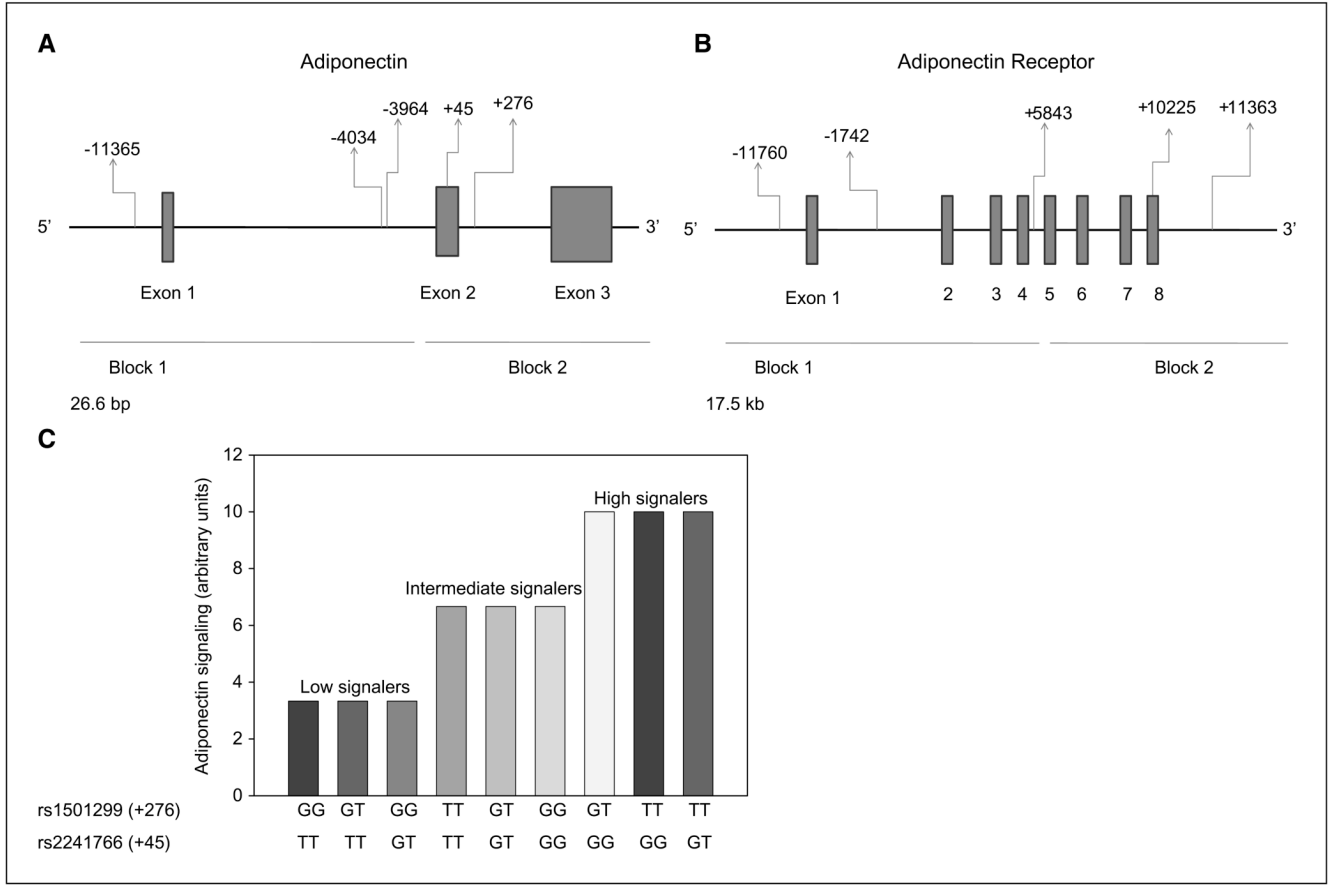 A
Adiponectin
-11365
-4034
-3964
+45
+276
5’
3’
Exon 1
Exon 2
Exon 3
Block 1
Block 2
26.6 bp
B
Adiponectin Receptor
-11760
-1742
+5843
+10225
+11363
5’
3’
Exon 1
2
3
4
5
6
7
8
Block 1
Block 2
17.5 kb
C
Adiponectin signaling (arbitrary units)
12
10
8
6
4
2
0
Low signalers
Intermediate signalers
High signalers
rs1501299 (+276) GG GT GG TT GT GG GT TT TT
rs2241766 (+45) TT TT GT TT GT GG GG GG GT